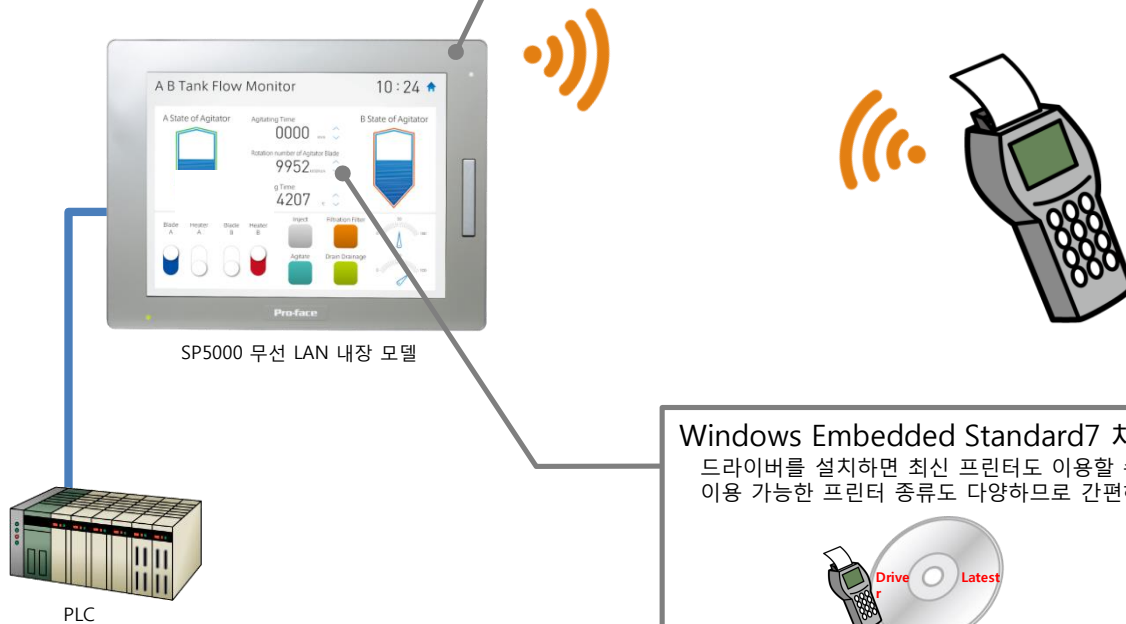 A B Tank Flow Monitor
10:24
A State of Agitator
Agitating Time
B State of Agitator
0000
Rotation number of Agitator Blade
9952
g Time
4207
Blade A
Heater A
Blade B
Heater B
Inject
Filtration Filter
Agitate
Drain Drainage
Pro-face
SP5000 무선 LAN 내장 모델
Windows Embedded Standard7
드라이버를 설치하면 최신 프린터도 이용할
이용 가능한 프린터 종류도 다양하므로
Drive
r
Latest
PLC